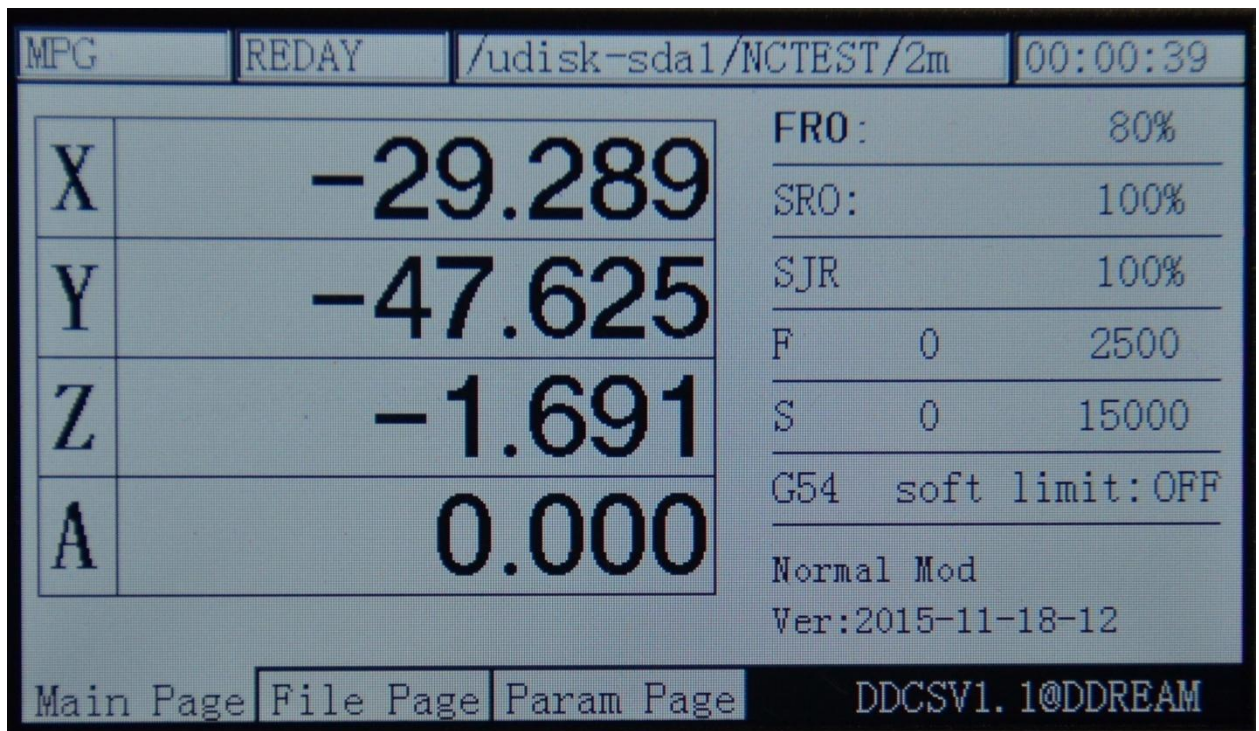 MPG REDAY /udisk-sda1/NCTEST/2m 00:00:39
X -29.289
Y -47.625
Z -1.691
A 0.000
FRO: 80%
SRO: 100%
SJR 100%
F 0 2500
S 0 15000
G54 soft limit:OFF
Normal Mod
Ver:2015-11-18-12
Main Page File Page Param Page DDCSV1.1@DDREAM